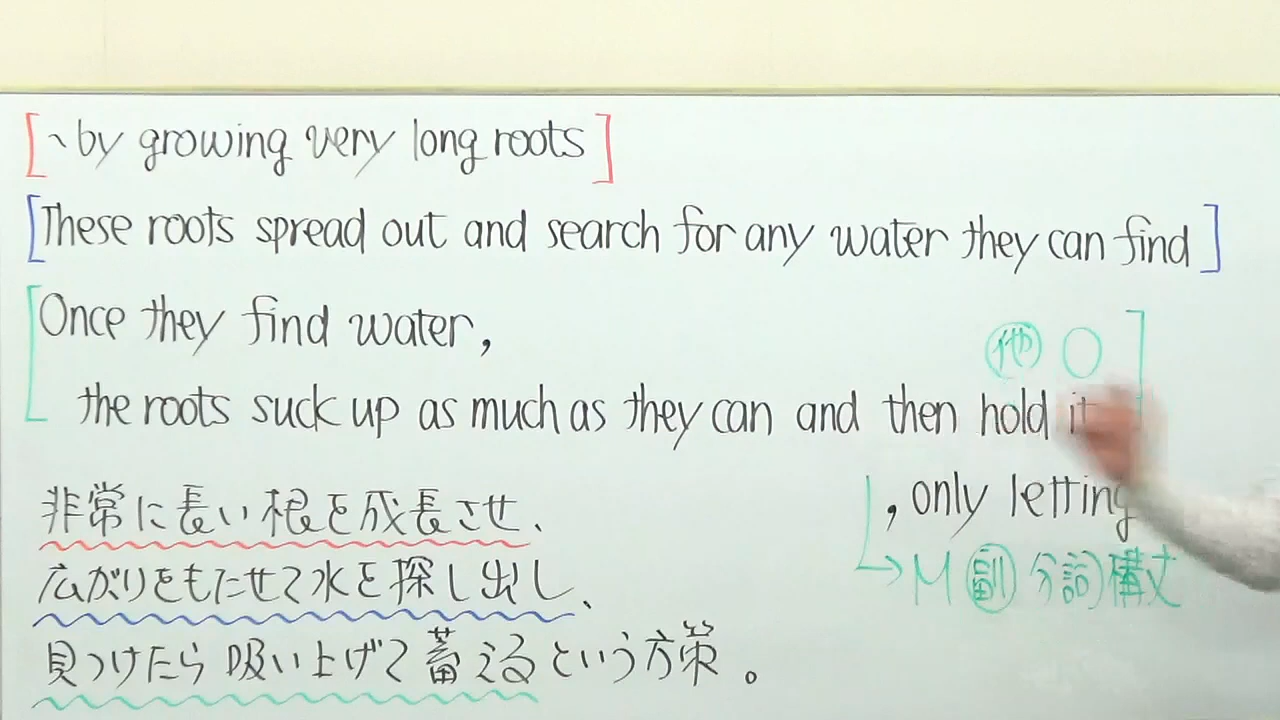 [〜by growing very long roots]
[These roots spread out and search for any water they can find]
[Once they find water,
他 〇 ]
the roots suck up as much as they can and then hold it
, only letting
→ M 副 分詞構文
非常に長い根を成長させ、
広がりをもたせて水を探し出し、
見つけたら吸い上げて蓄えるという方策。